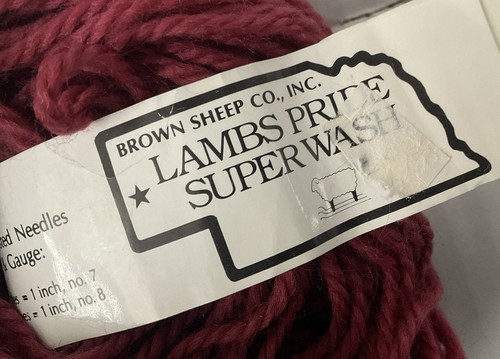 BROWN SHEEP CO., INC.
LAMBS PRIDE
SUPERWASH
Needles
Gauge:
= 1 inch, no. 7
= 1 inch, no. 8